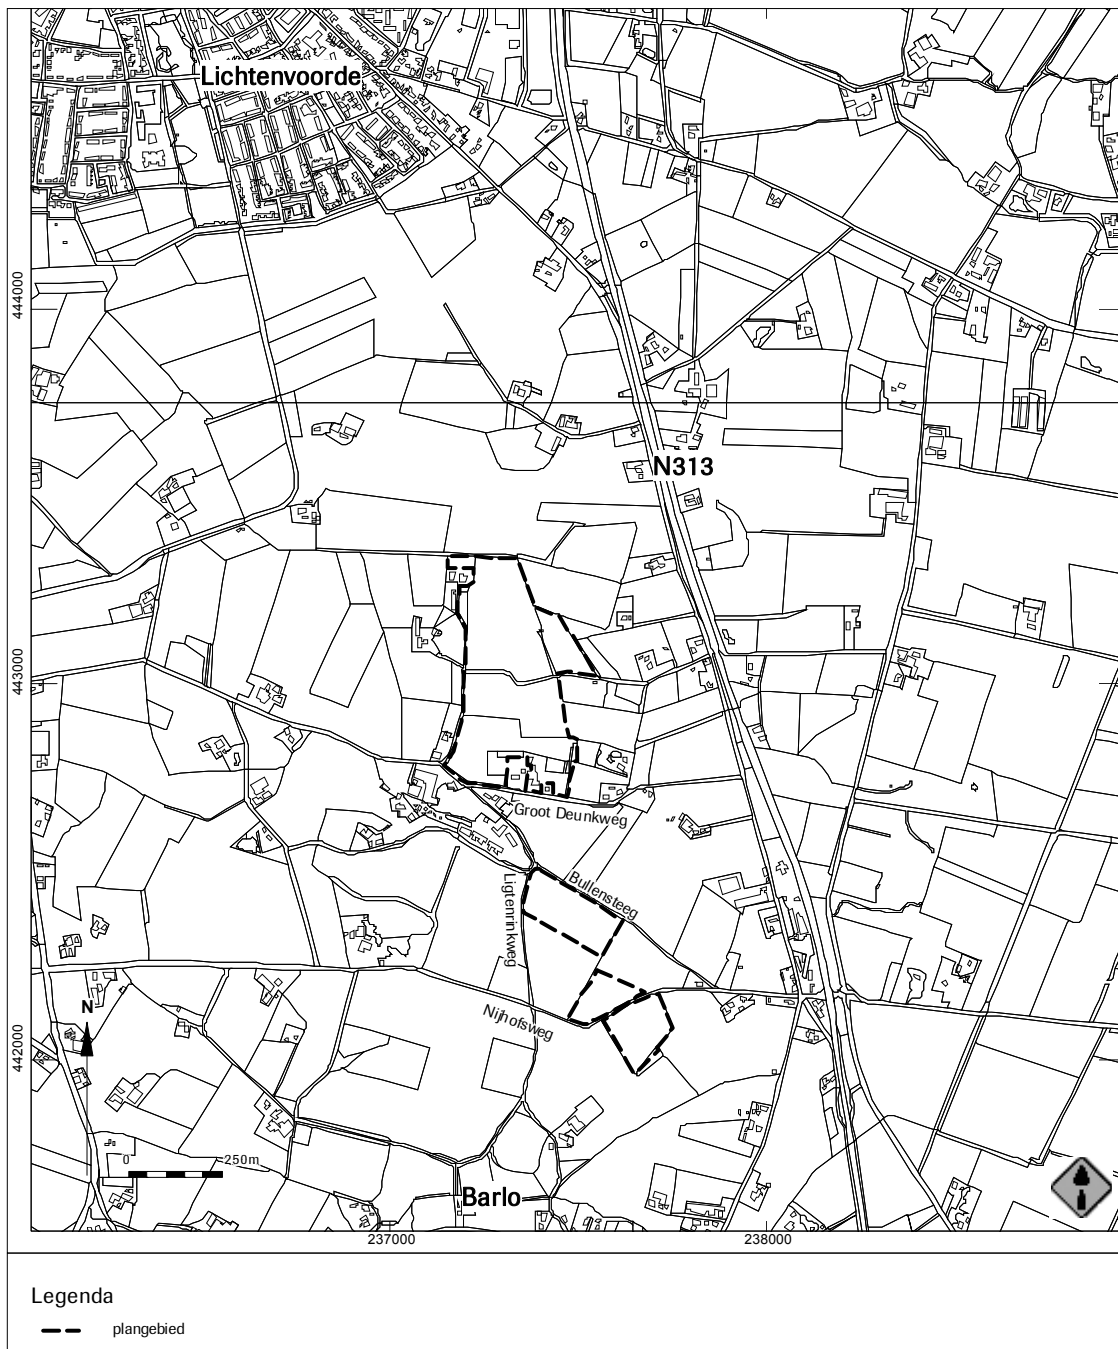 Lichtenvoorde
444000
N313
443000
Groot Deunkweg
Bullensteeg
Ligtenrinkweg
Nijhofsweg
N
442000
0 250m
Barlo
237000 238000
Legenda
plangebied